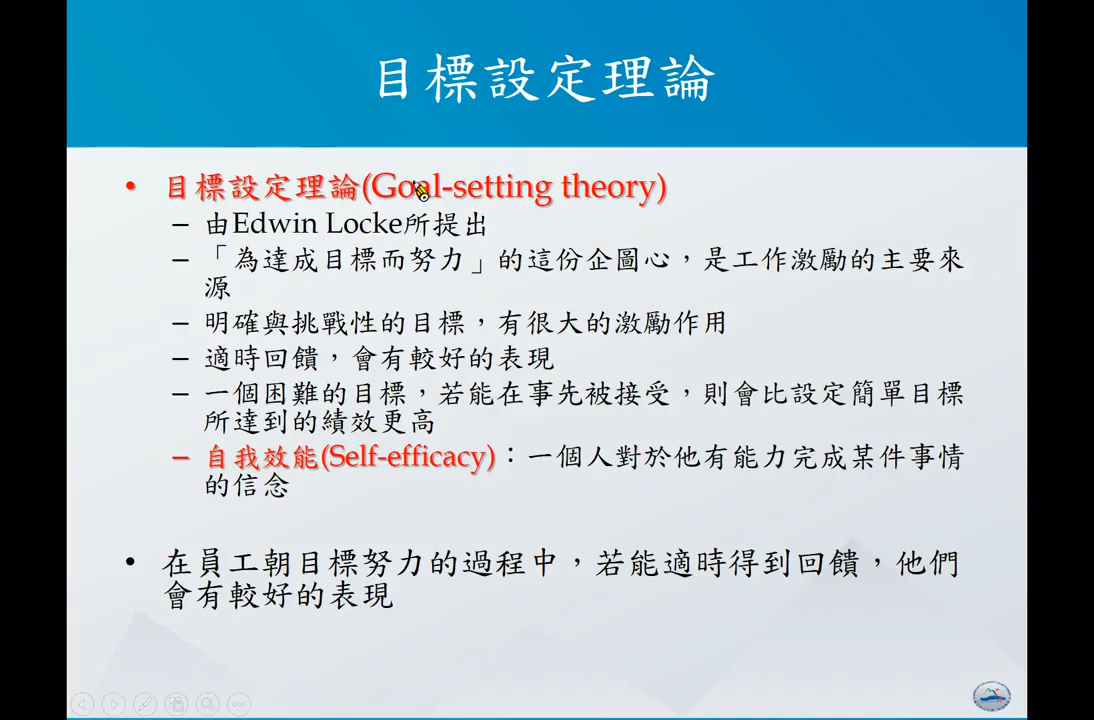 目標設定理論
• 目標設定理論(Goal-setting theory)
– 由Edwin Locke所提出
– 「為達成目標而努力」的這份企圖心，是工作激勵的主要來
源
– 明確與挑戰性的目標，有很大的激勵作用
– 適時回饋，會有較好的表現
– 一個困難的目標，若能在事先被接受，則會比設定簡單目標
所達到的績效更高
– 自我效能(Self-efficacy)：一個人對於他有能力完成某件事情
的信念
• 在員工朝目標努力的過程中，若能適時得到回饋，他們
會有較好的表現